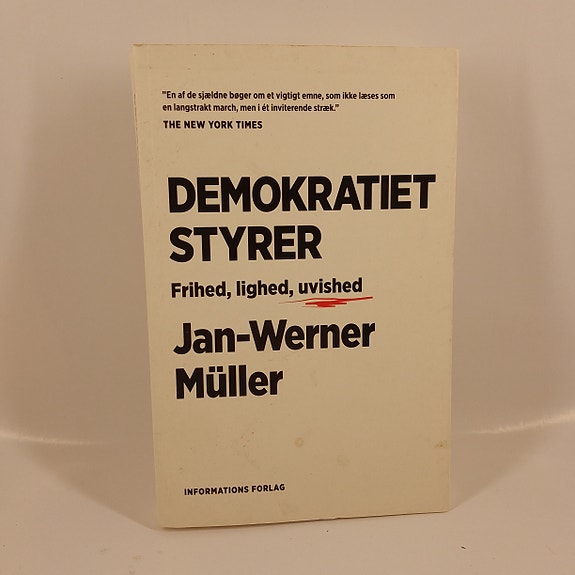 "En af de sjældne bøger om et vigtigt emne, som ikke læses som
en langstrakt march, men i ét inviterende stræk."
THE NEW YORK TIMES
DEMOKRATIET
STYRER
Frihed, lighed, uvished
Jan-Werner
Müller
INFORMATIONS FORLAG